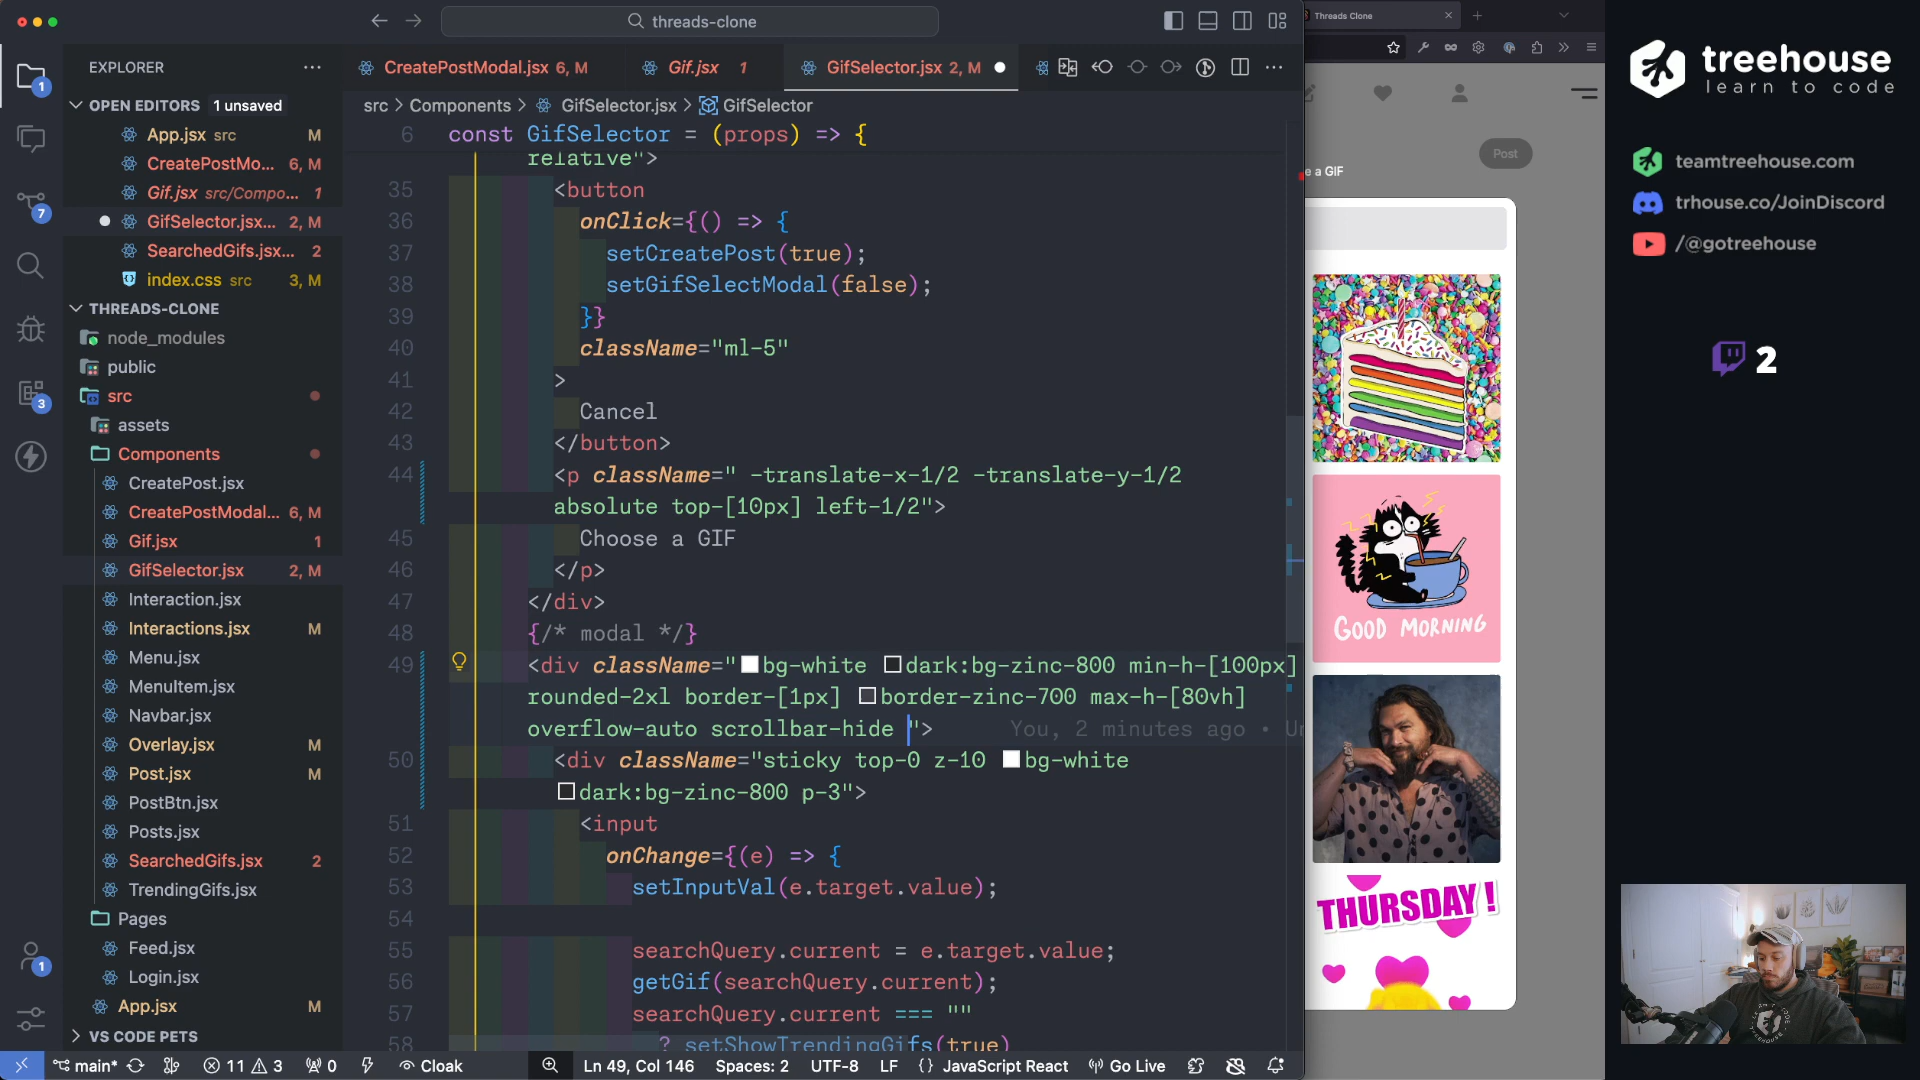 threads-clone
EXPLORER
OPEN EDITORS 1 unsaved
App.jsx src M
CreatePostMo... 6, M
Gif.jsx src/Compo... 1
GifSelector.jsx... 2, M
SearchedGifs.jsx... 2
index.css src 3, M
THREADS-CLONE
node_modules
public
src
assets
Components
CreatePost.jsx
CreatePostModal... 6, M
Gif.jsx 1
GifSelector.jsx 2, M
Interaction.jsx
Interactions.jsx M
Menu.jsx
MenuItem.jsx
Navbar.jsx
Overlay.jsx M
Post.jsx M
PostBtn.jsx
Posts.jsx
SearchedGifs.jsx 2
TrendingGifs.jsx
Pages
Feed.jsx
Login.jsx
App.jsx M
VS CODE PETS
1
7
3
1
CreatePostModal.jsx 6, M
Gif.jsx 1
GifSelector.jsx 2, M
src > Components > GifSelector.jsx > GifSelector
6 const GifSelector = (props) => {
relative">
35 <button
36 onClick={() => {
37 setCreatePost(true);
38 setGifSelectModal(false);
39 }}
40 className="ml-5"
41 >
42 Cancel
43 </button>
44 <p className=" -translate-x-1/2 -translate-y-1/2
absolute top-[10px] left-1/2">
45 Choose a GIF
46 </p>
47 </div>
48 {/* modal */}
49 <div className="bg-white dark:bg-zinc-800 min-h-[100px]
rounded-2xl border-[1px] border-zinc-700 max-h-[80vh]
overflow-auto scrollbar-hide "> You, 2 minutes ago • Un
50 <div className="sticky top-0 z-10 bg-white
dark:bg-zinc-800 p-3">
51 <input
52 onChange={(e) => {
53 setInputVal(e.target.value);
54
55 searchQuery.current = e.target.value;
56 getGif(searchQuery.current);
57 searchQuery.current === ""
58 ? setShowTrendingGifs(true)
main* 11 3 0 Cloak Ln 49, Col 146 Spaces: 2 UTF-8 LF {} JavaScript React Go Live
Threads Clone
Post
e a GIF
GOOD MORNING
THURSDAY !
treehouse
learn to code
teamtreehouse.com
trhouse.co/JoinDiscord
/@gotreehouse
2